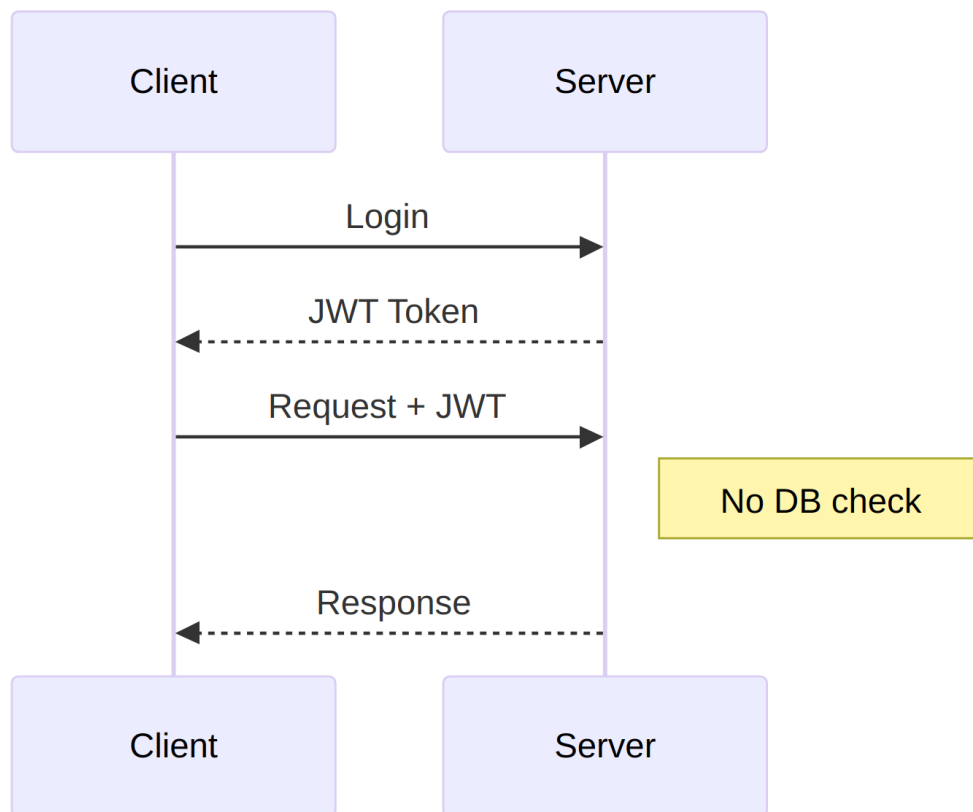 Client
Server
Login
JWT Token
Request + JWT
No DB check
Response
Client
Server